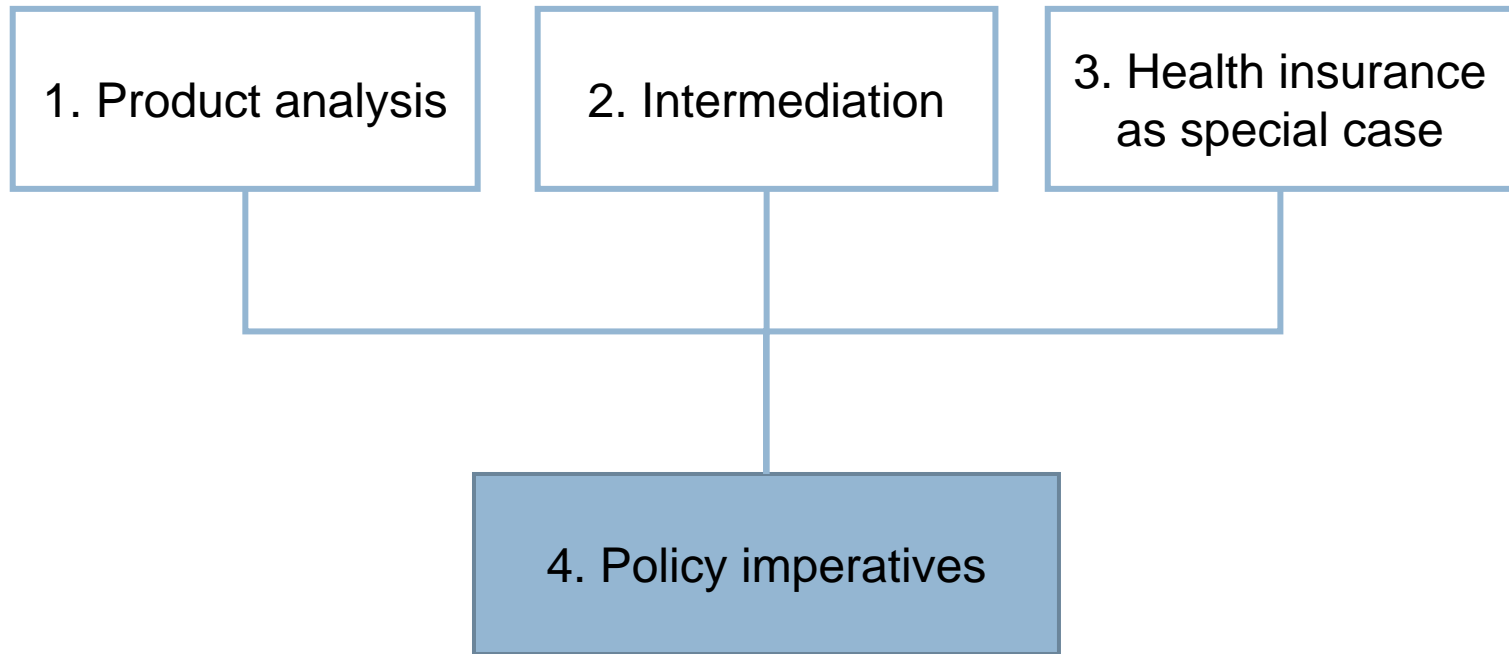 1. Product analysis
2. Intermediation
3. Health insurance
as special case
4. Policy imperatives